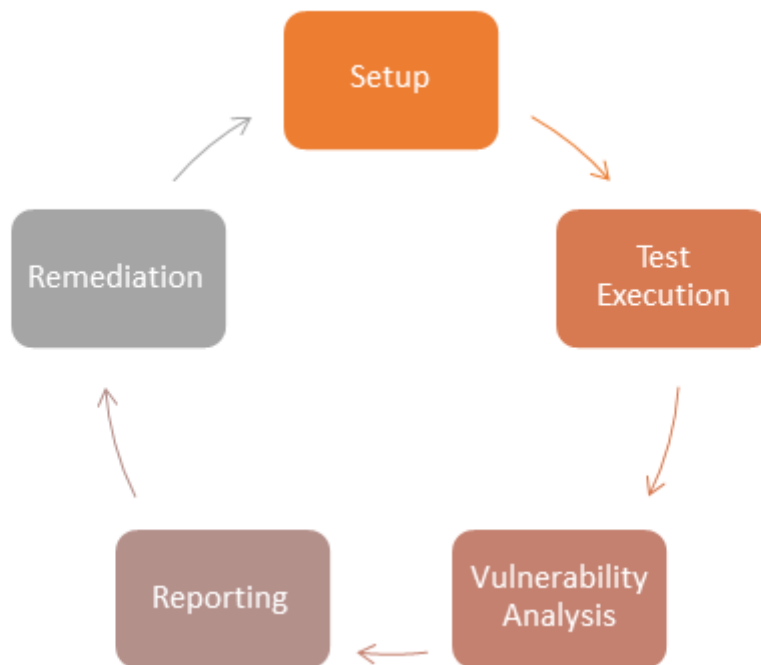 Setup
Test
Execution
Vulnerability
Analysis
Reporting
Remediation